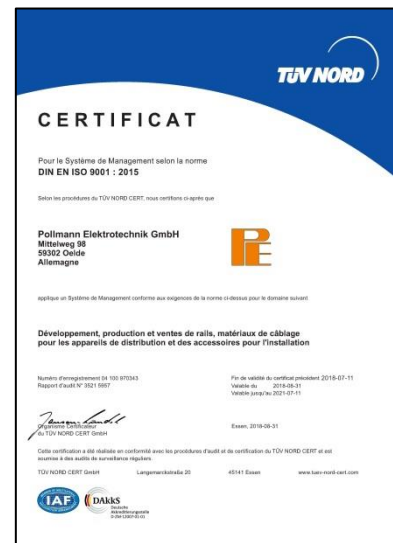 TÜV NORD
CERTIFICAT
Pour le Système de Management selon la norme
DIN EN ISO 9001 : 2015
Selon les procédures du TÜV NORD CERT, nous certifions ci-après que
Pollmann Elektrotechnik GmbH
Mittelweg 98
59302 Oelde
Allemagne
PE
applique un Système de Management conforme aux exigences de la norme ci-dessus pour le domaine suivant
Développement, production et ventes de rails, matériaux de câblage
pour les appareils de distribution et des accessoires pour l'installation
Numéro d'enregistrement 04 100 970343
Rapport d'audit N° 3521 5957
Fin de validité du certificat précédent 2018-07-11
Valable du 2018-08-31
Valable jusqu'au 2021-07-11
Organisme Certificateur
du TÜV NORD CERT GmbH
Essen, 2018-08-31
Cette certification a été réalisée en conformité avec les procédures d'audit et de certification du TÜV NORD CERT et est
soumise à des audits de surveillance réguliers
TÜV NORD CERT GmbH Langemarckstraße 20 45141 Essen www.tuev-nord-cert.com
IAF
DAkkS
Deutsche
Akkreditierungsstelle